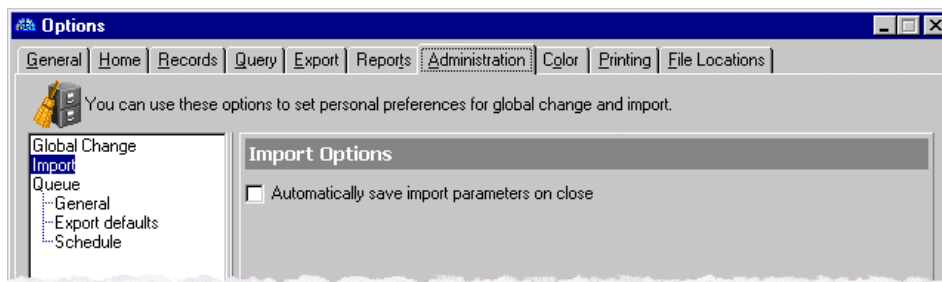 Options
General Home Records Query Export Reports Administration Color Printing File Locations
You can use these options to set personal preferences for global change and import.
Global Change
Import
Queue
General
Export defaults
Schedule
Import Options
Automatically save import parameters on close